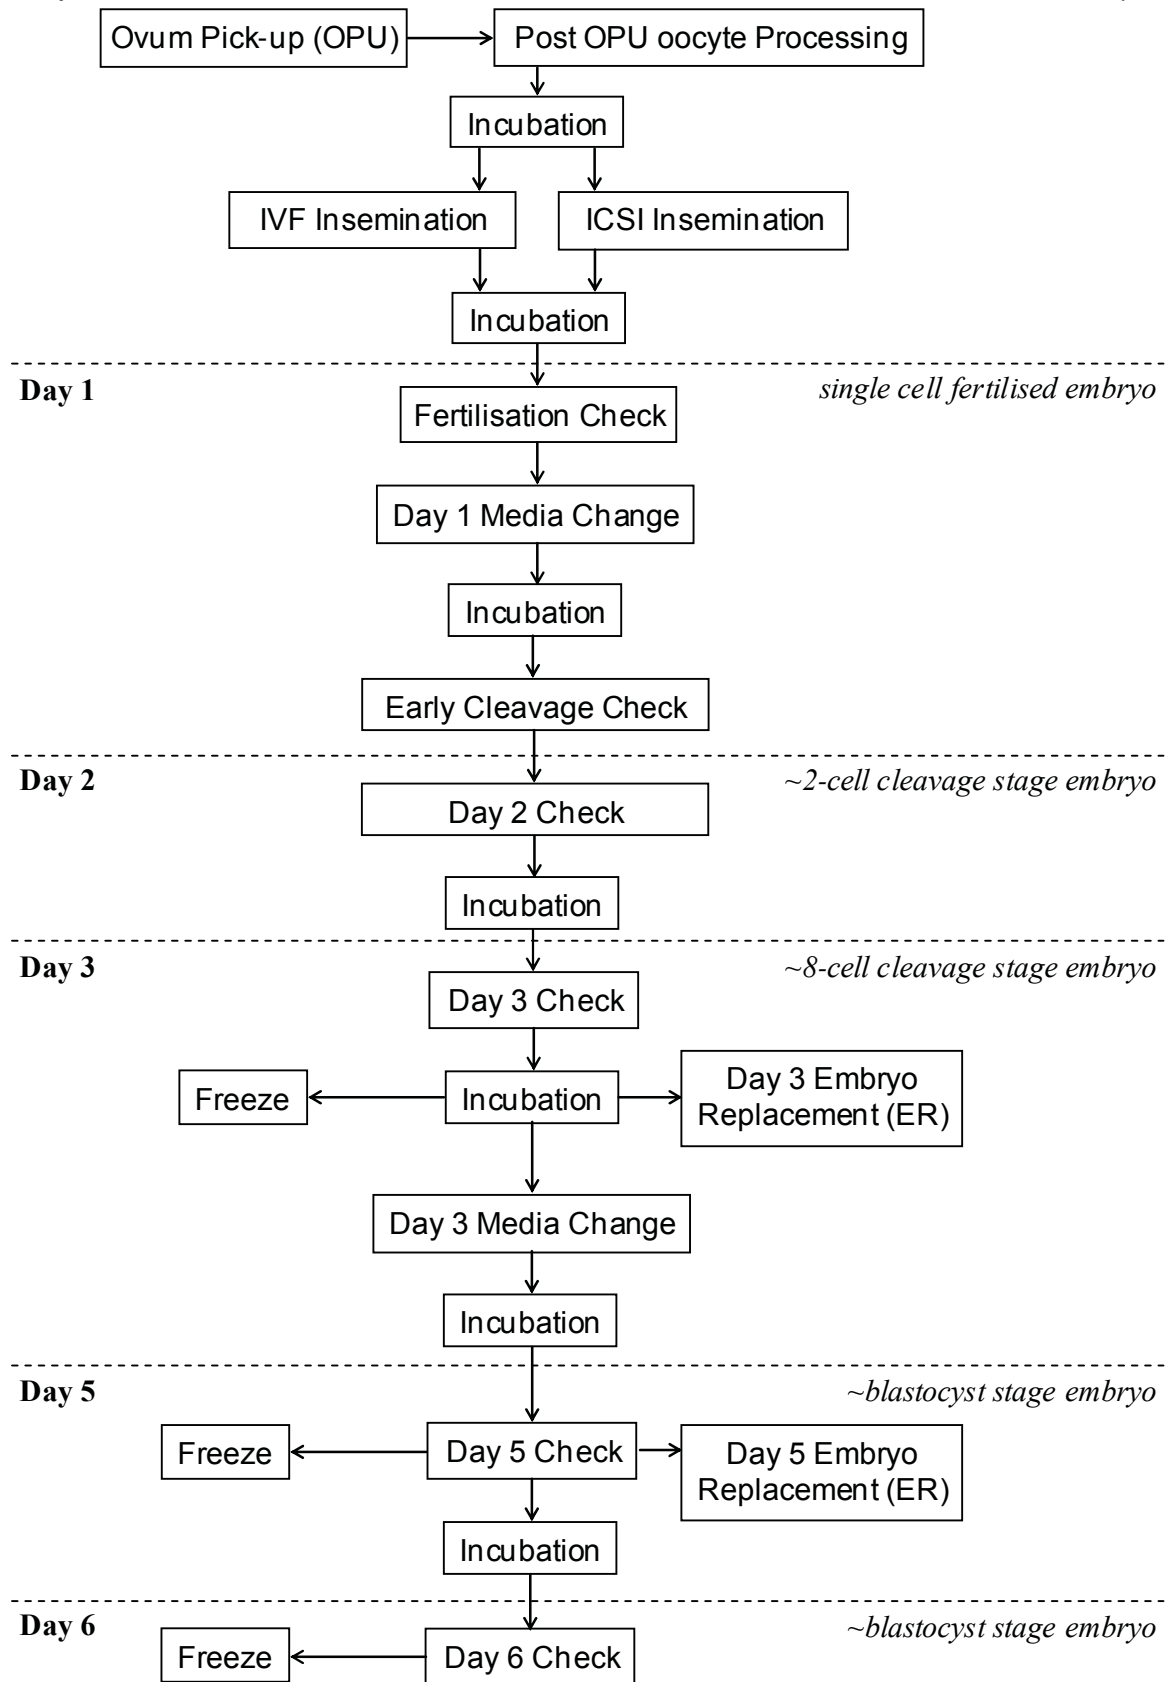 Ovum Pick-up (OPU)
Post OPU oocyte Processing
Incubation
IVF Insemination
ICSI Insemination
Incubation
Day 1
single cell fertilised embryo
Fertilisation Check
Day 1 Media Change
Incubation
Early Cleavage Check
Day 2
~2-cell cleavage stage embryo
Day 2 Check
Incubation
Day 3
~8-cell cleavage stage embryo
Day 3 Check
Freeze
Incubation
Day 3 Embryo
Replacement (ER)
Day 3 Media Change
Incubation
Day 5
~blastocyst stage embryo
Freeze
Day 5 Check
Day 5 Embryo
Replacement (ER)
Incubation
Day 6
~blastocyst stage embryo
Freeze
Day 6 Check